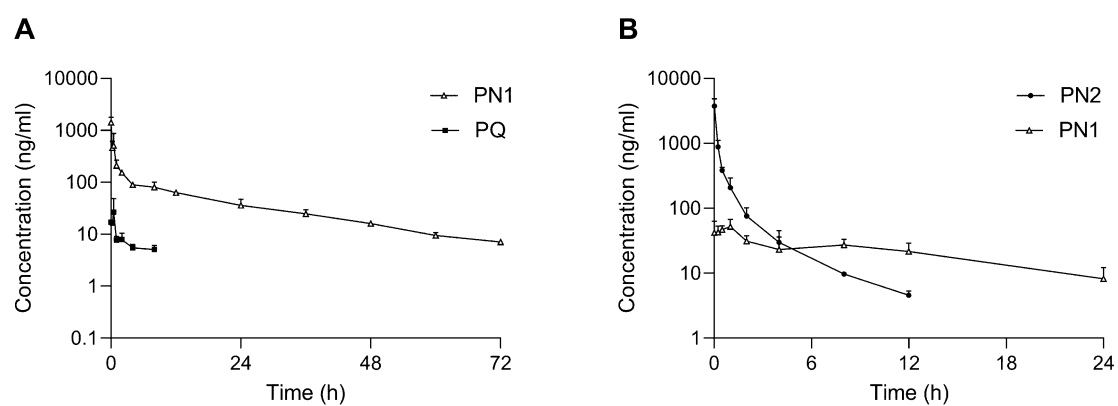 A
Concentration (ng/ml)
10000
1000
100
10
1
0.1
0
24
48
72
Time (h)
PN1
PQ
B
Concentration (ng/ml)
10000
1000
100
10
1
0
6
12
18
24
Time (h)
PN2
PN1